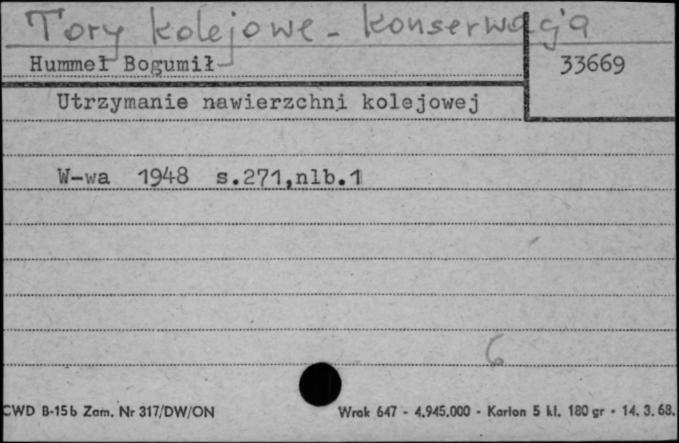 Tory kolejowe - konserwacja
Hummel Bogumił
33669
Utrzymanie nawierzchni kolejowej
W-wa 1948 s.271,nlb.1
6
CWD B-15b Zam. Nr 317/DW/ON
Wrak 647 - 4.945.000 - Karton 5 kl. 180 gr - 14. 3. 68.